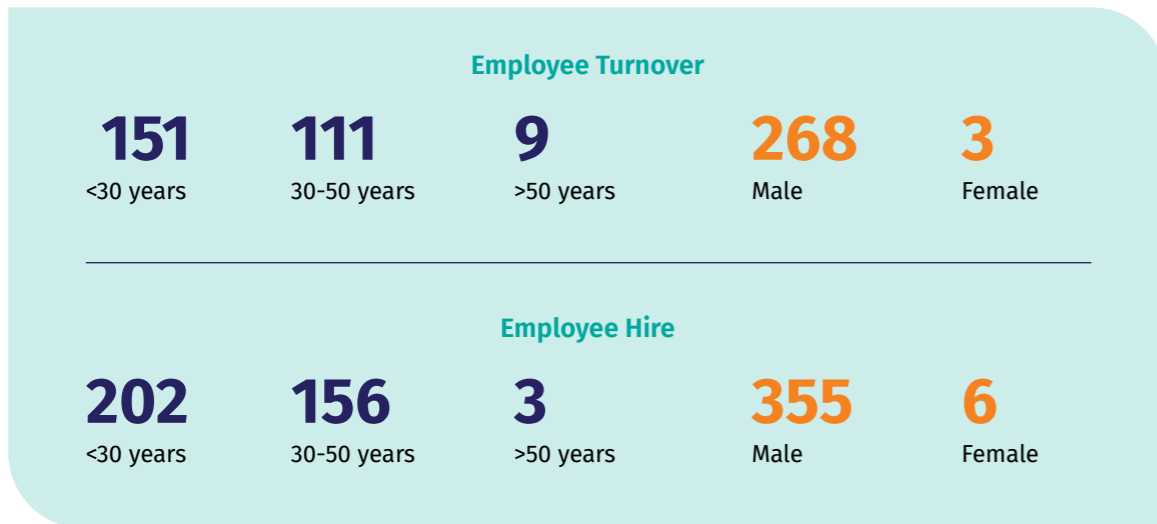 Employee Turnover
151 111 9 268 3
<30 years 30-50 years >50 years Male Female
Employee Hire
202 156 3 355 6
<30 years 30-50 years >50 years Male Female